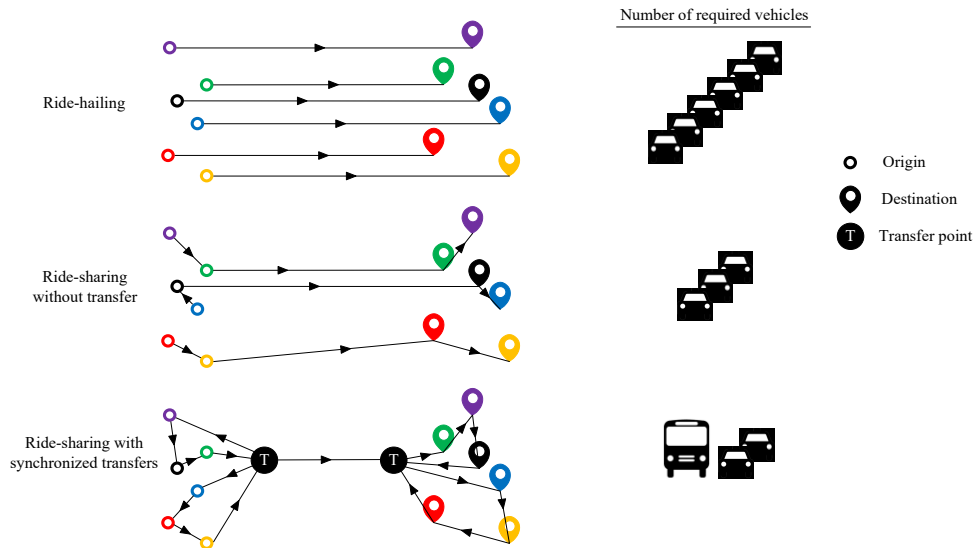 Number of required vehicles
Ride-hailing
Origin
Destination
T Transfer point
Ride-sharing
without transfer
Ride-sharing with
synchronized transfers
T
T